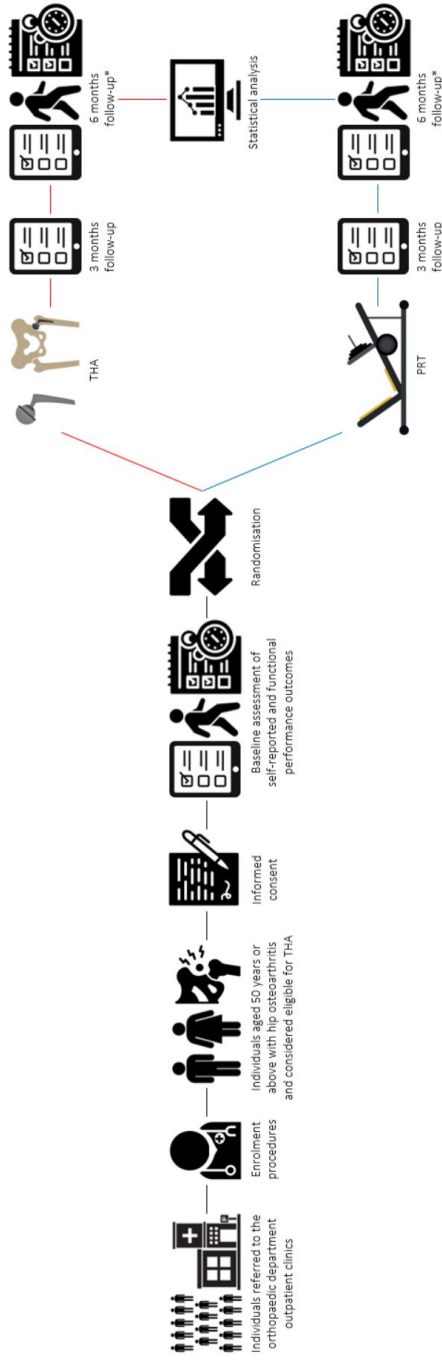 Individuals referred to the
orthopaedic department
outpatient clinics
Enrolment
procedures
Individuals aged 50 years or
above with hip osteoarthritis
and considered eligible for THA
Informed
consent
Baseline assessment of
self-reported and functional
performance outcomes
Randomisation
THA
3 months
follow-up
6 months
follow-up*
PRT
3 months
follow-up
6 months
follow-up*
Statistical analysis